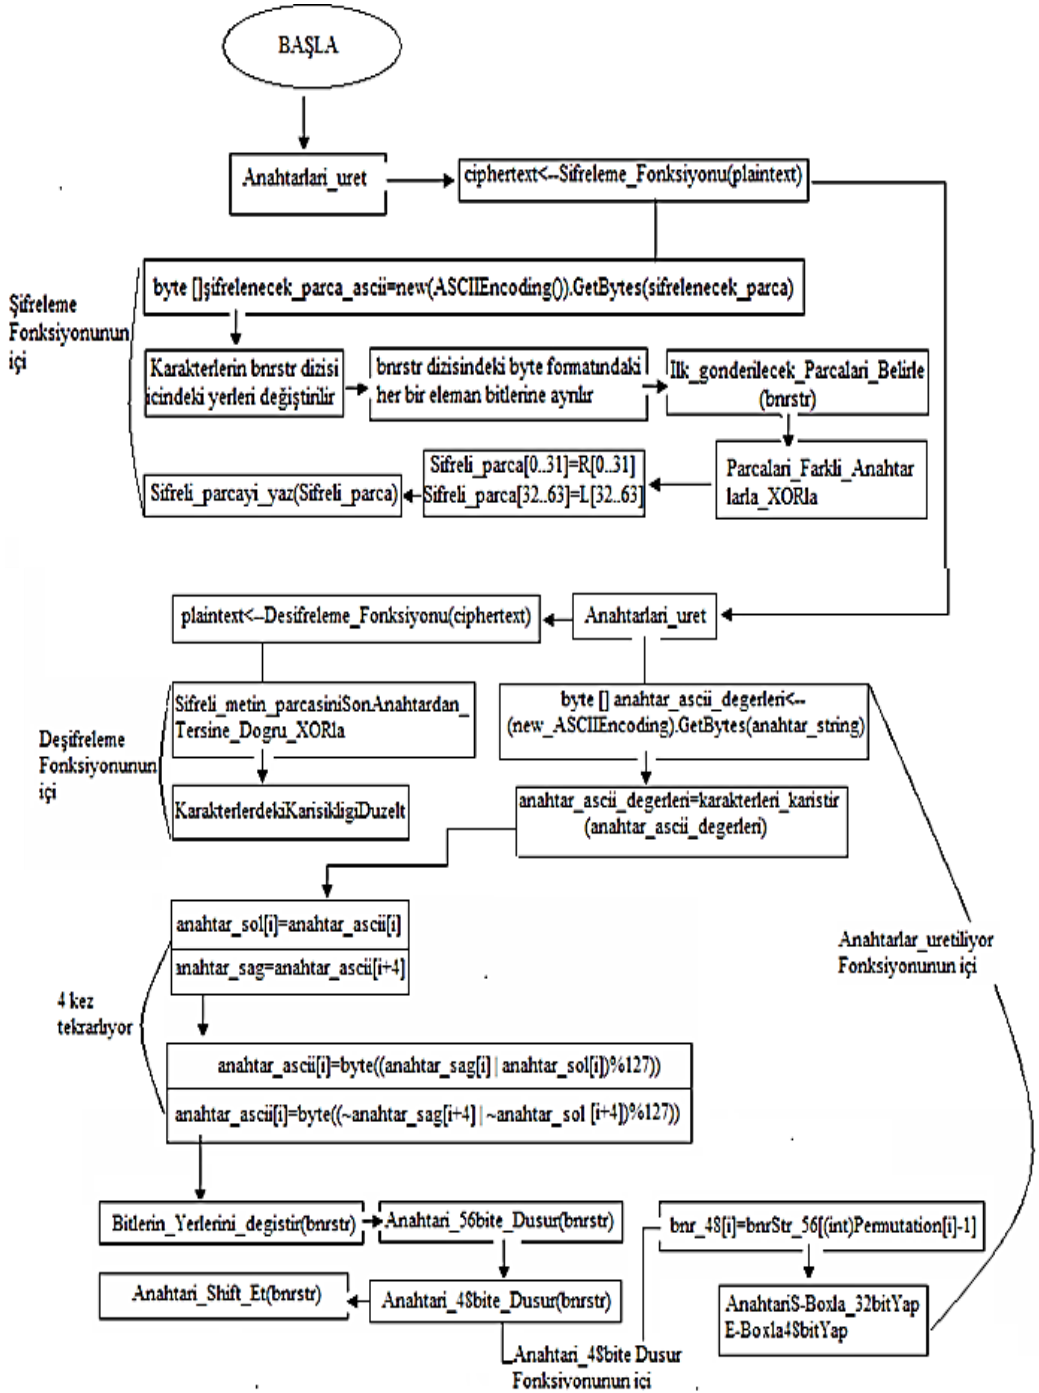 BAŞLA
Anahtarlari_uret
ciphertext<--Sifreleme_Fonksiyonu(plaintext)
Şifreleme
Fonksiyonunun
içi
byte []şifrelenecek_parca_ascii=new(ASCIIEncoding()).GetBytes(sifrelenecek_parca)
Karakterlerin bnrstr dizisi
icindeki yerleri değiştirilir
bnrstr dizisindeki byte formatındaki
her bir eleman bitlerine ayrılır
Ilk_gonderilecek_Parcalari_Belirle
(bnrstr)
Parcalari_Farkli_Anahtar
larla_XORla
Sifreli_parca[0..31]=R[0..31]
Sifreli_parca[32..63]=L[32..63]
Sifreli_parcayi_yaz(Sifreli_parca)
plaintext<--Desifreleme_Fonksiyonu(ciphertext)
Anahtarlari_uret
Deşifreleme
Fonksiyonunun
içi
Sifreli_metin_parcasiniSonAnahtardan_
Tersine_Dogru_XORla
KarakterlerdekiKarisikligiDuzelt
byte [] anahtar_ascii_degerleri<--
(new_ASCIIEncoding).GetBytes(anahtar_string)
anahtar_ascii_degerleri=karakterleri_karistir
(anahtar_ascii_degerleri)
anahtar_sol[i]=anahtar_ascii[i]
anahtar_sag=anahtar_ascii[i+4]
4 kez
tekrarlıyor
Anahtarlar_uretiliyor
Fonksiyonunun içi
anahtar_ascii[i]=byte((anahtar_sag[i] | anahtar_sol[i])%127))
anahtar_ascii[i]=byte((~anahtar_sag[i+4] | ~anahtar_sol [i+4])%127))
Bitlerin_Yerlerini_degistir(bnrstr)
Anahtari_56bite_Dusur(bnrstr)
bnr_48[i]=bnrStr_56[(int)Permutation[i]-1]
Anahtari_Shift_Et(bnrstr)
Anahtari_48bite_Dusur(bnrstr)
AnahtariS-Boxla_32bitYap
E-Boxla48bitYap
Anahtari_48bite Dusur
Fonksiyonunun içi